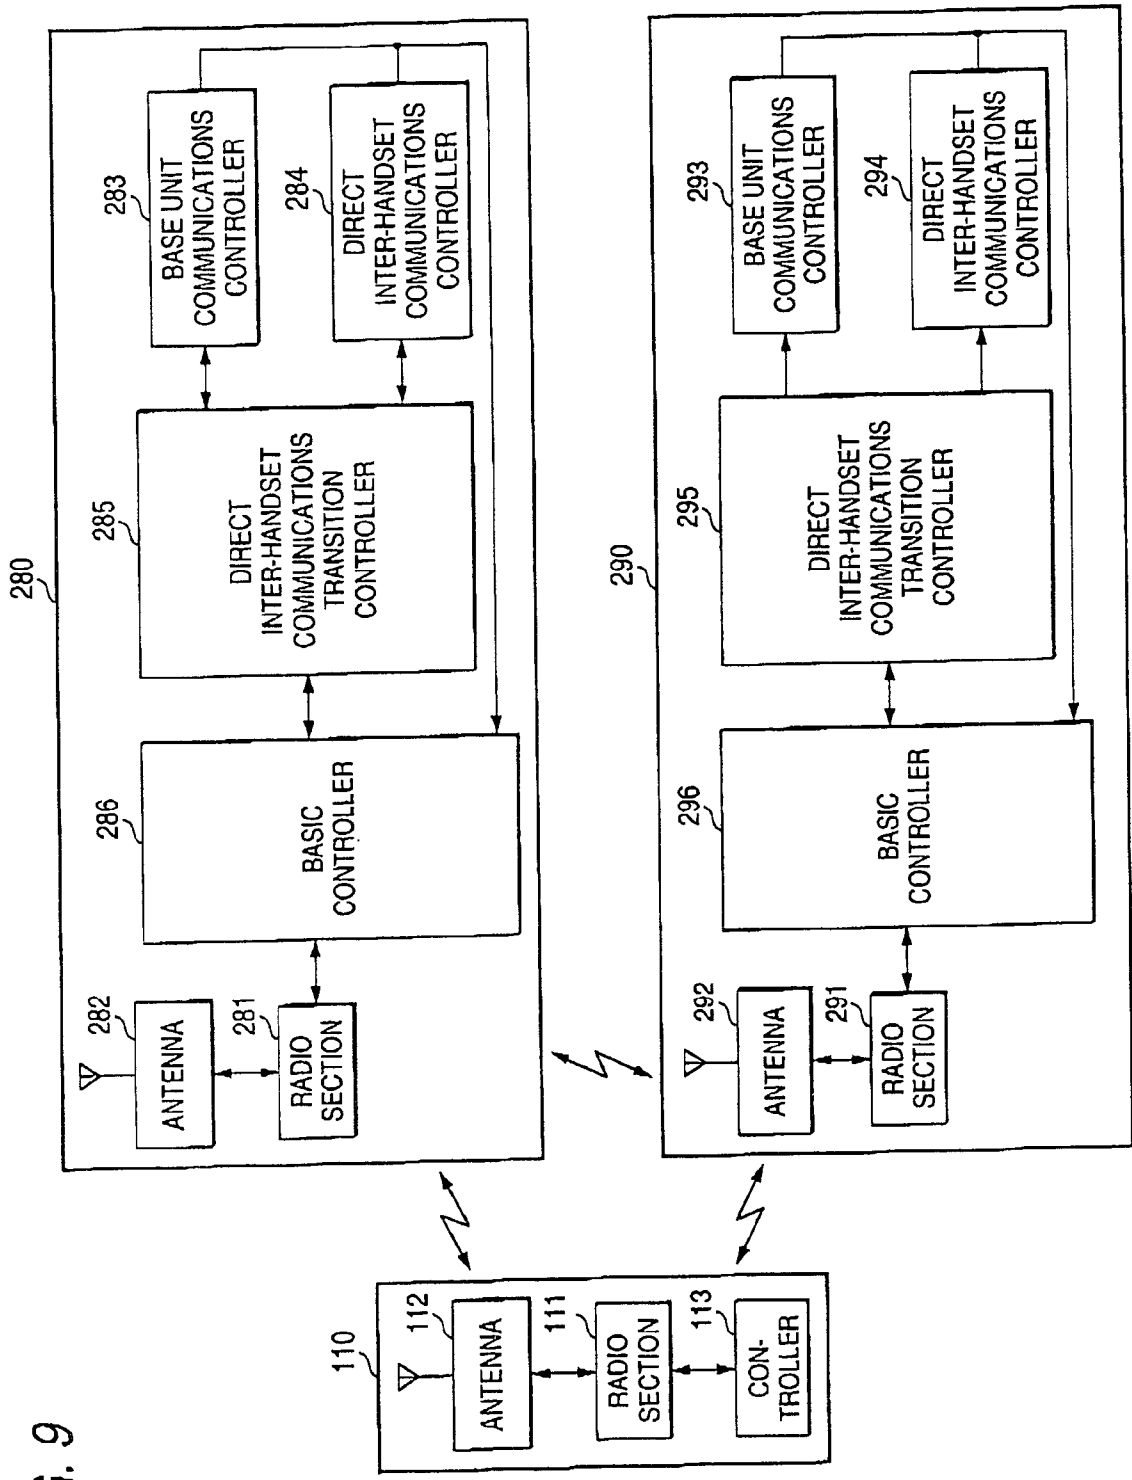 G. 9
110
112
ANTENNA
111
RADIO
SECTION
113
CON-
TROLLER
280
282
ANTENNA
281
RADIO
SECTION
286
BASIC
CONTROLLER
285
DIRECT
INTER-HANDSET
COMMUNICATIONS
TRANSITION
CONTROLLER
283
BASE UNIT
COMMUNICATIONS
CONTROLLER
284
DIRECT
INTER-HANDSET
COMMUNICATIONS
CONTROLLER
290
292
ANTENNA
291
RADIO
SECTION
296
BASIC
CONTROLLER
295
DIRECT
INTER-HANDSET
COMMUNICATIONS
TRANSITION
CONTROLLER
293
BASE UNIT
COMMUNICATIONS
CONTROLLER
294
DIRECT
INTER-HANDSET
COMMUNICATIONS
CONTROLLER